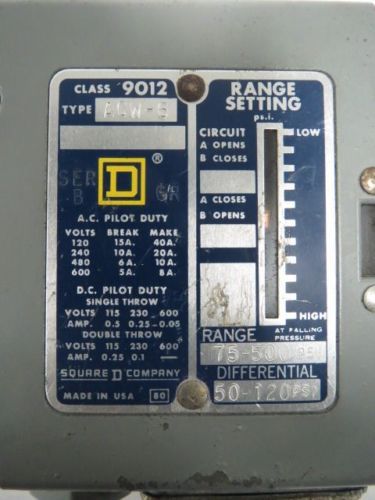 CLASS 9012
TYPE ACW-5
SER B
D ®
G/R
A.C. PILOT DUTY
VOLTS BREAK MAKE
120 15A. 40A.
240 10A. 20A.
480 6A. 10A.
600 5A. 8A.
D.C. PILOT DUTY
SINGLE THROW
VOLTS 115 230 600
AMP. 0.5 0.25-0.05
DOUBLE THROW
VOLTS 115 230 600
AMP. 0.25 0.1 —
SQUARE D COMPANY
MADE IN USA 80
RANGE
SETTING
p.s.i.
CIRCUIT LOW
A OPENS
B CLOSES
A CLOSES
B OPENS
HIGH
RANGE AT FALLING PRESSURE
75-500 PSI
DIFFERENTIAL
50-120 PSI